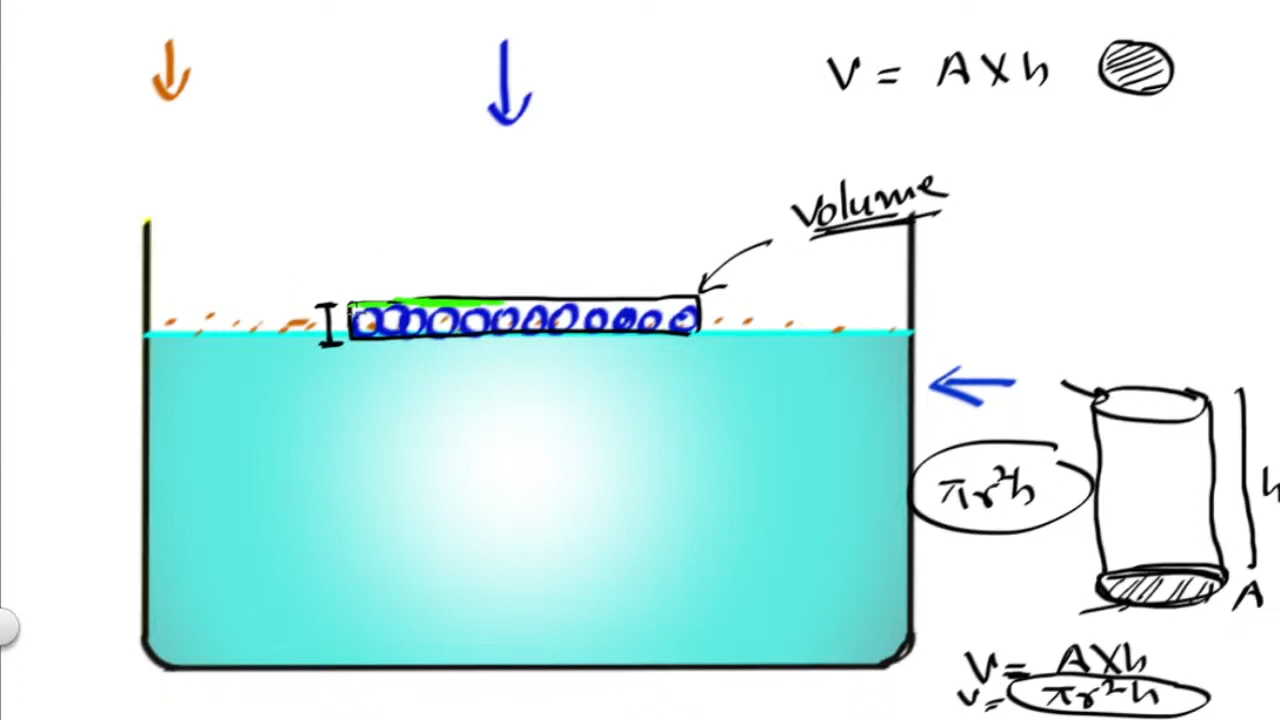 V = A X h
Volume
πr²h
h
A
V = A X h
V = πr²h